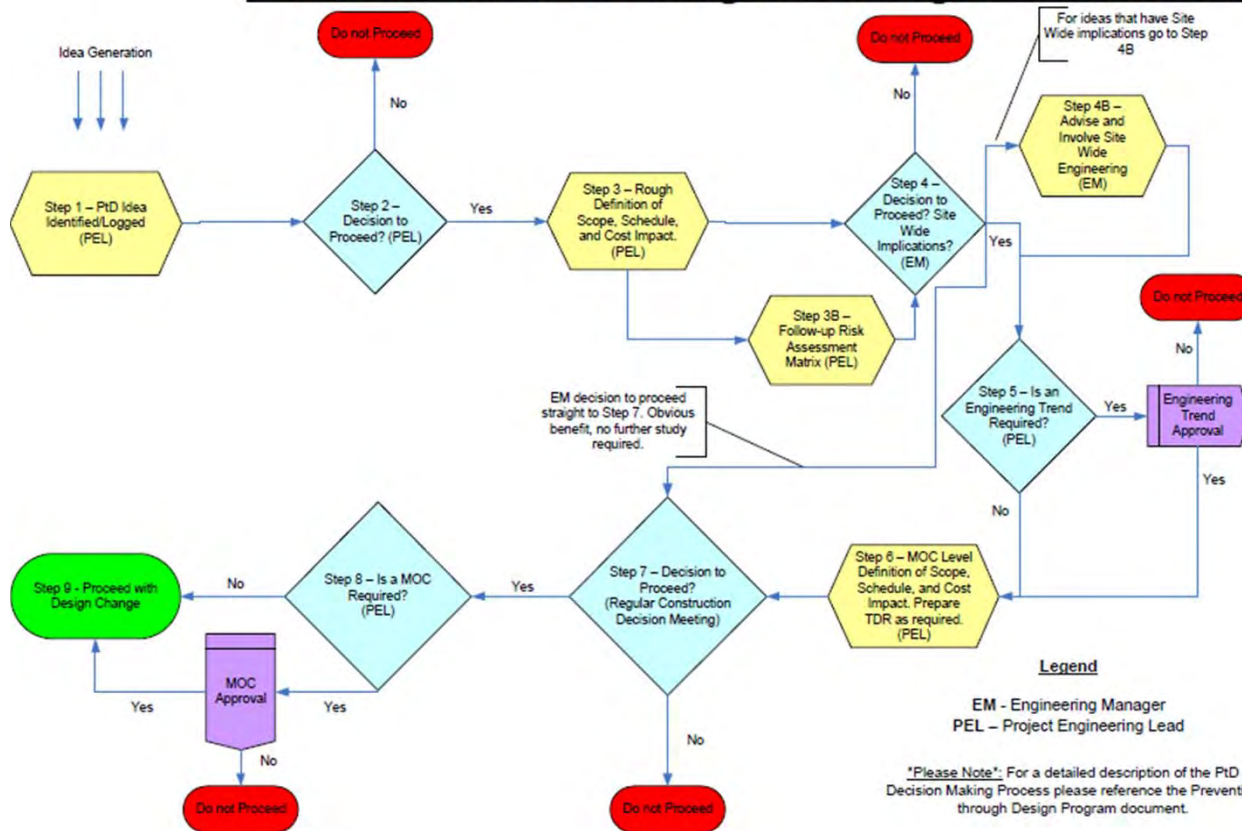 Do not Proceed
Do not Proceed
For ideas that have Site
Wide implications go to Step
4B
Idea Generation
No
No
Step 4B –
Advise and
Involve Site
Wide
Engineering
(EM)
Step 1 – PtD Idea
Identified/Logged
(PEL)
Step 2 –
Decision to
Proceed? (PEL)
Yes
Step 3 – Rough
Definition of
Scope, Schedule,
and Cost Impact.
(PEL)
Step 4 –
Decision to
Proceed? Site
Wide
Implications?
(EM)
Yes
Do not Proceed
Step 3B –
Follow-up Risk
Assessment
Matrix (PEL)
No
EM decision to proceed
straight to Step 7. Obvious
benefit, no further study
required.
Step 5 – Is an
Engineering Trend
Required?
(PEL)
Yes
Engineering
Trend
Approval
Yes
No
Step 9 - Proceed with
Design Change
No
Step 8 – Is a MOC
Required?
(PEL)
Yes
Step 7 – Decision to
Proceed?
(Regular Construction
Decision Meeting)
Step 6 – MOC Level
Definition of Scope,
Schedule, and Cost
Impact. Prepare
TDR as required.
(PEL)
MOC
Approval
Yes
Yes
No
No
Do not Proceed
Do not Proceed
Legend
EM - Engineering Manager
PEL – Project Engineering Lead
*Please Note*: For a detailed description of the PtD
Decision Making Process please reference the Preventi
through Design Program document.